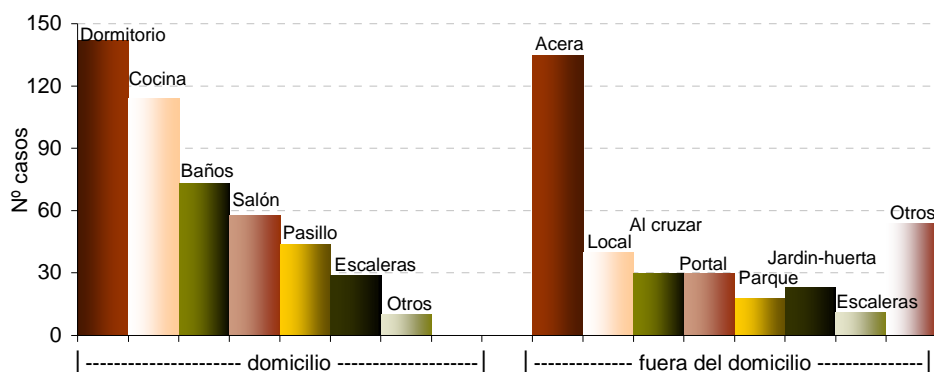 Nº casos
150
120
90
60
30
0
Dormitorio
Cocina
Baños
Salón
Pasillo
Escaleras
Otros
Acera
Local
Al cruzar
Portal
Parque
Jardin-huerta
Escaleras
Otros
|---------------------- domicilio --------------------|
|---------------- fuera del domicilio ---------------|